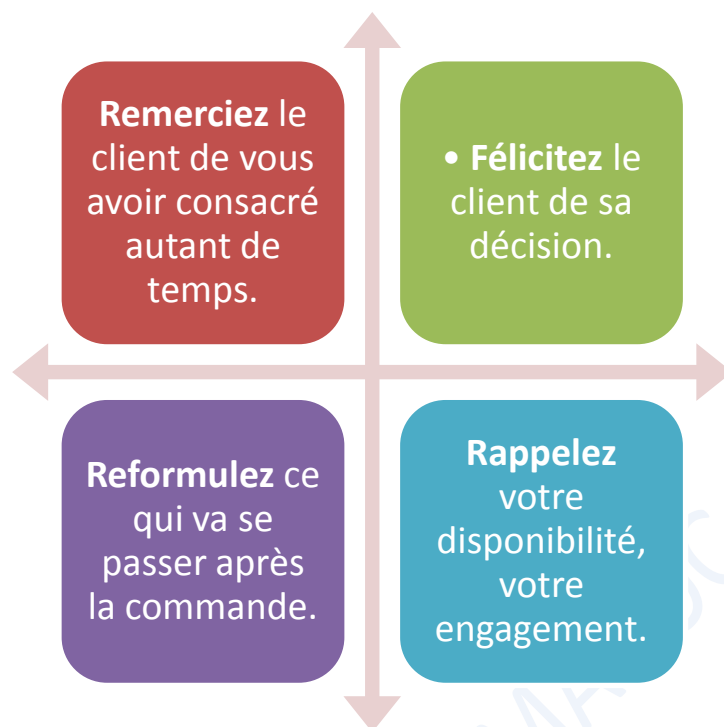 Remerciez le
client de vous
avoir consacré
autant de
temps.
• Félicitez le
client de sa
décision.
Reformulez ce
qui va se
passer après
la commande.
Rappelez
votre
disponibilité,
votre
engagement.